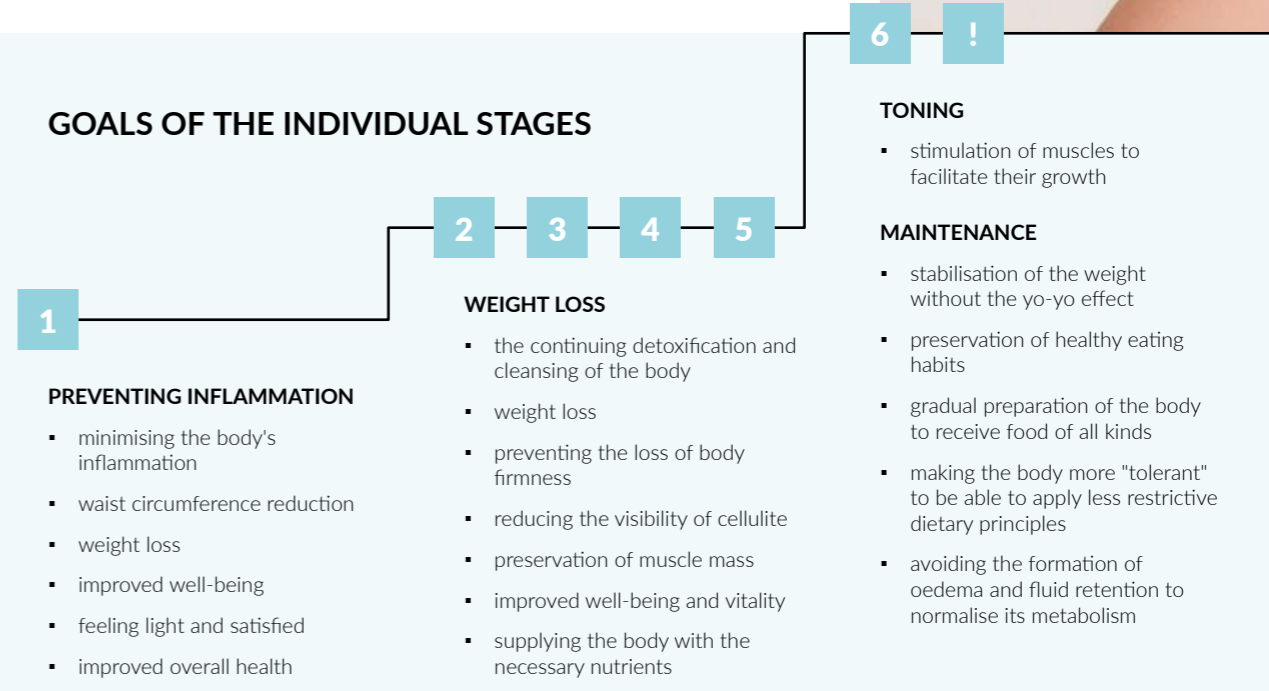 GOALS OF THE INDIVIDUAL STAGES
1
PREVENTING INFLAMMATION
▪ minimising the body's
inflammation
▪ waist circumference reduction
▪ weight loss
▪ improved well-being
▪ feeling light and satisfied
▪ improved overall health
2 3 4 5
WEIGHT LOSS
▪ the continuing detoxification and
cleansing of the body
▪ weight loss
▪ preventing the loss of body
firmness
▪ reducing the visibility of cellulite
▪ preservation of muscle mass
▪ improved well-being and vitality
▪ supplying the body with the
necessary nutrients
6 !
TONING
▪ stimulation of muscles to
facilitate their growth
MAINTENANCE
▪ stabilisation of the weight
without the yo-yo effect
▪ preservation of healthy eating
habits
▪ gradual preparation of the body
to receive food of all kinds
▪ making the body more "tolerant"
to be able to apply less restrictive
dietary principles
▪ avoiding the formation of
oedema and fluid retention to
normalise its metabolism